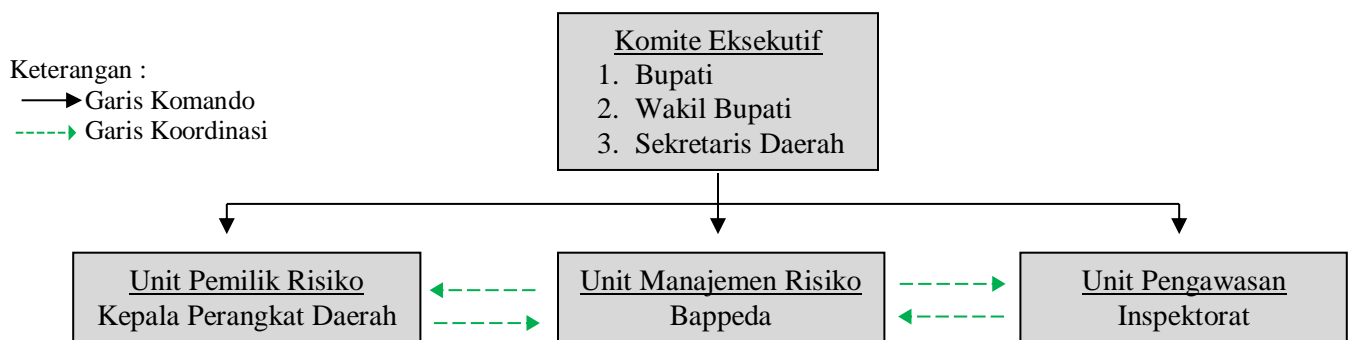 Komite Eksekutif
1. Bupati
2. Wakil Bupati
3. Sekretaris Daerah
Keterangan :
Garis Komando
Garis Koordinasi
Unit Pemilik Risiko
Kepala Perangkat Daerah
Unit Manajemen Risiko
Bappeda
Unit Pengawasan
Inspektorat